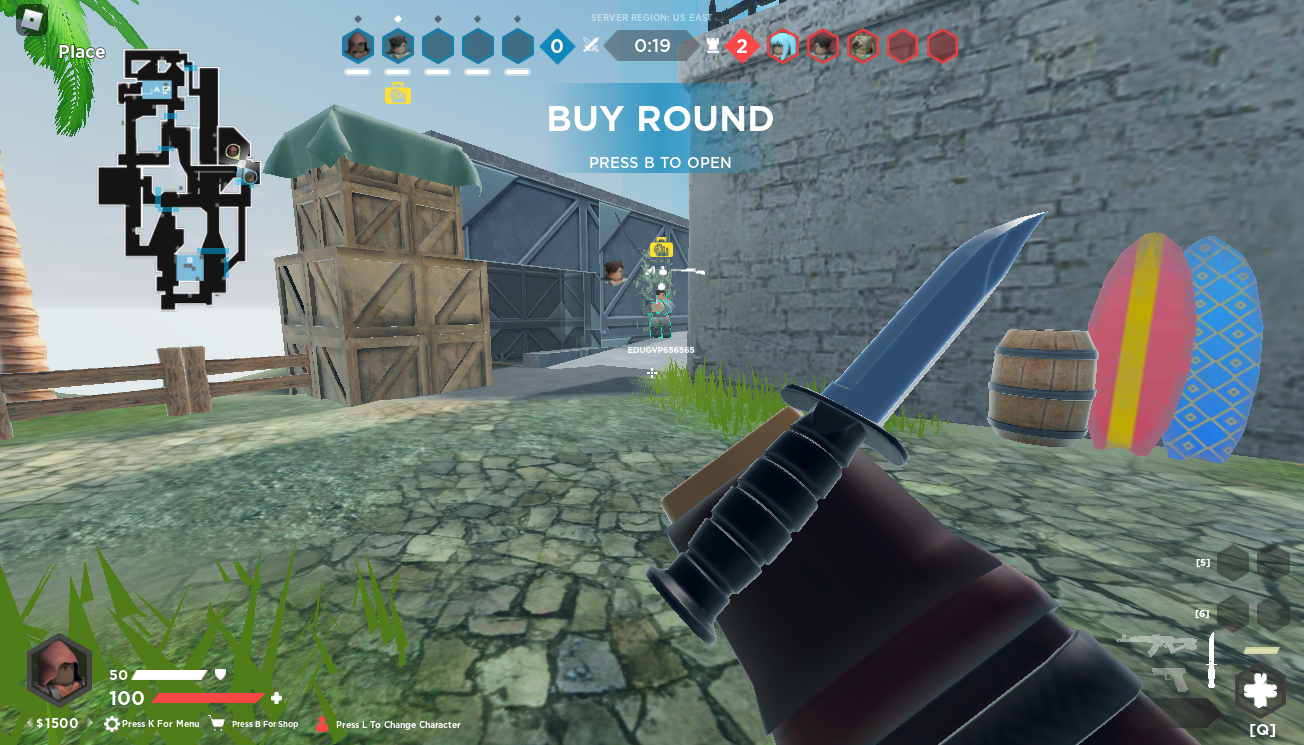 SERVER REGION: US EAST
Place
0
0:19
2
BUY ROUND
PRESS B TO OPEN
A
EDUGVP656565
[5]
[6]
50
100
$1500
Press K For Menu
Press B For Shop
Press L To Change Character
[Q]